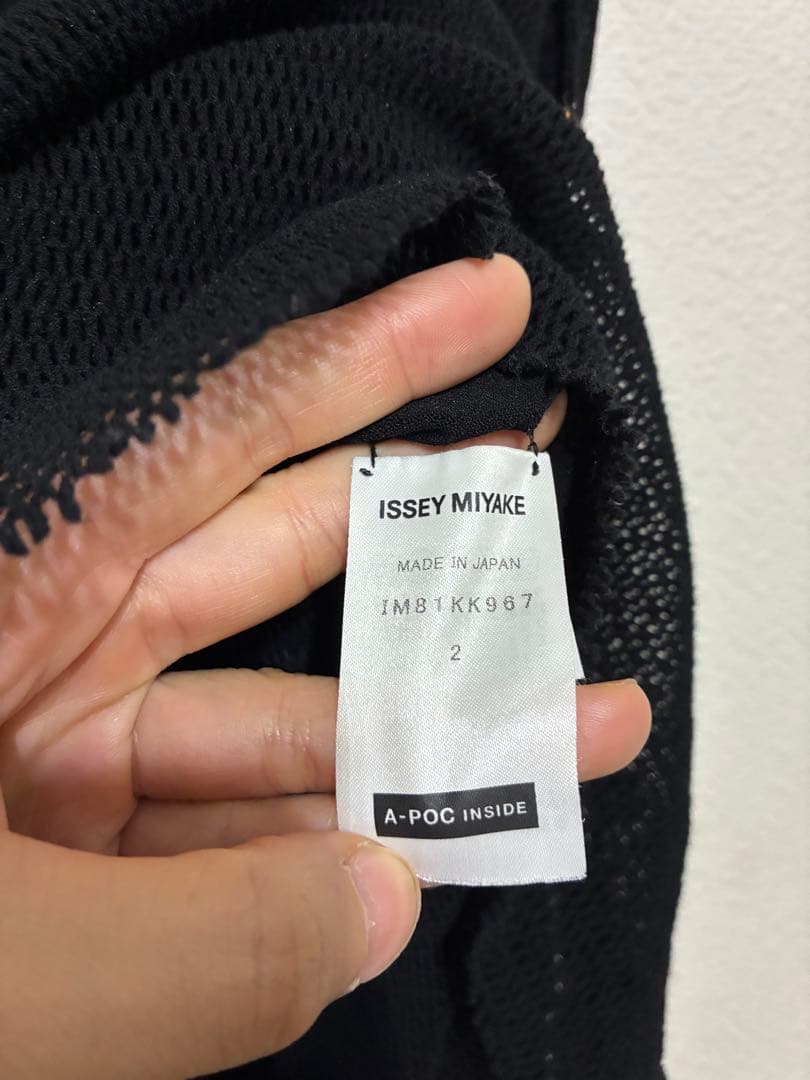 ISSEY MIYAKE
MADE IN JAPAN
IM81KK967
2
A-POC INSIDE